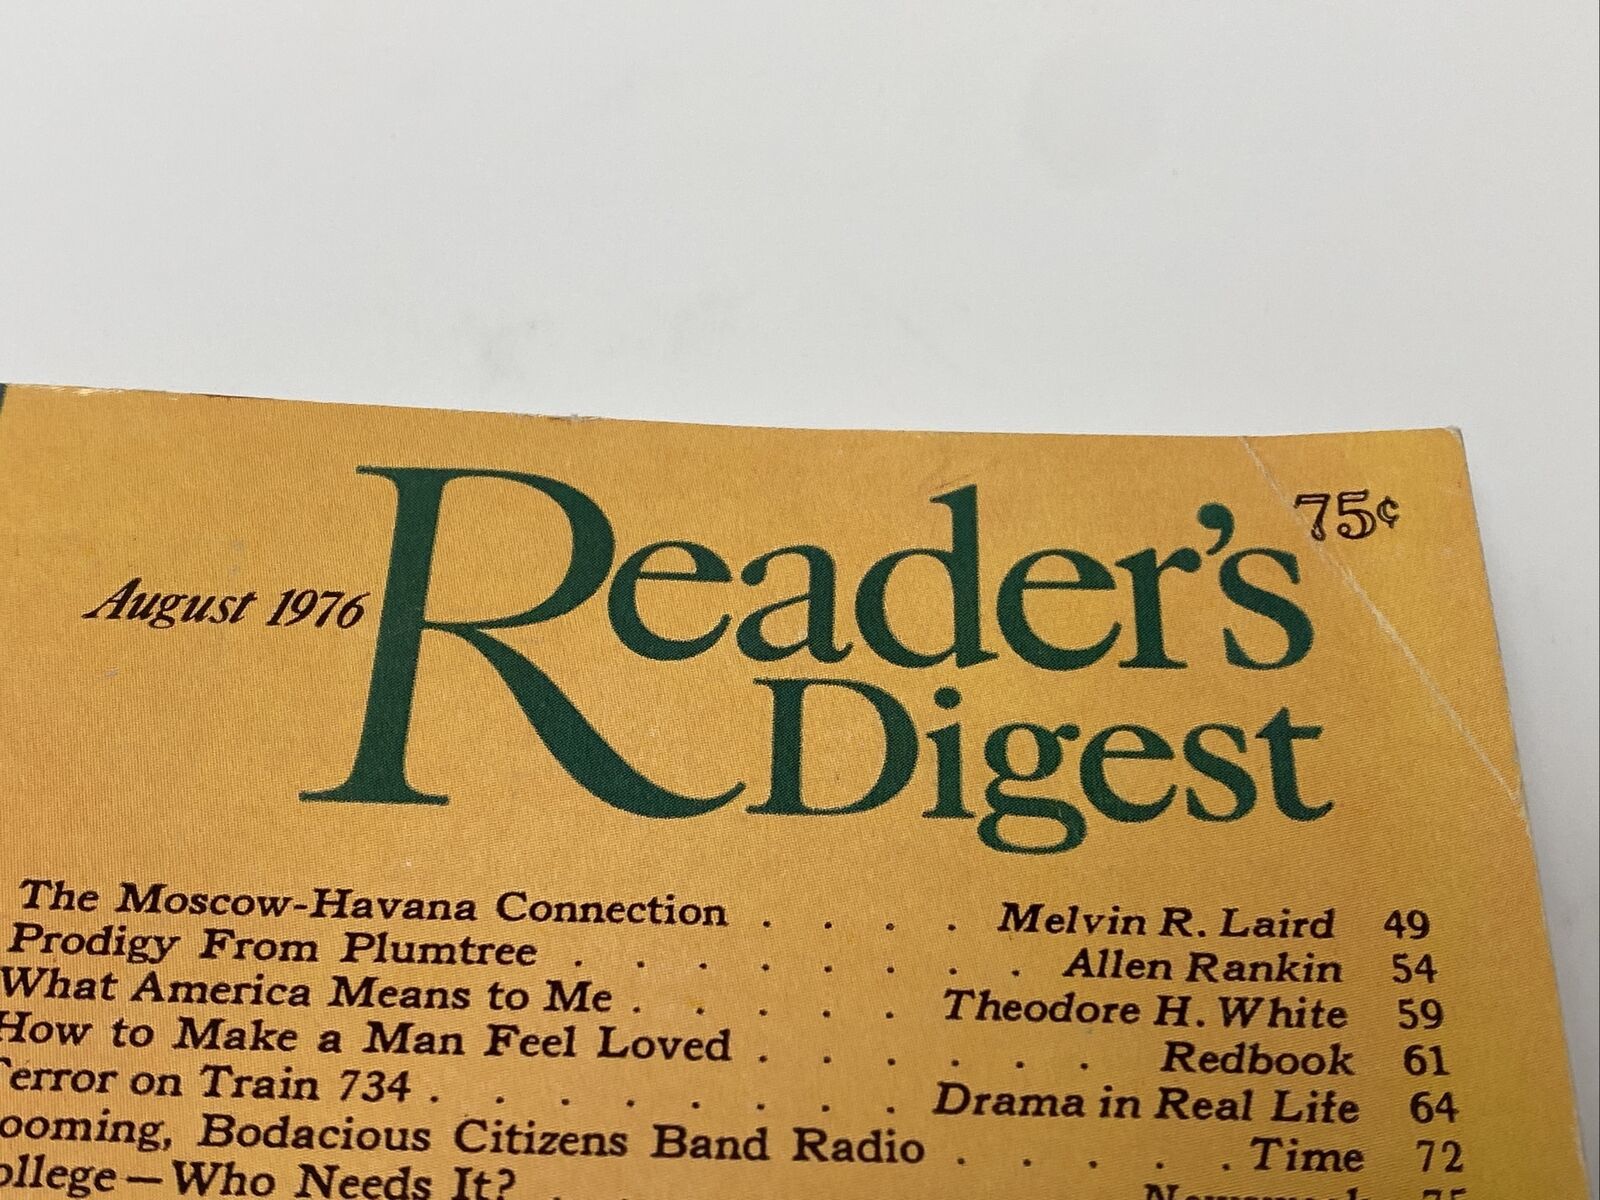 75¢
August 1976
Reader's
Digest
The Moscow-Havana Connection . . . . Melvin R. Laird 49
Prodigy From Plumtree . . . . . . . . Allen Rankin 54
What America Means to Me . . . . . Theodore H. White 59
How to Make a Man Feel Loved . . . . . . Redbook 61
Terror on Train 734 . . . . . . . . Drama in Real Life 64
ooming, Bodacious Citizens Band Radio . . . . . Time 72
ollege—Who Needs It? .